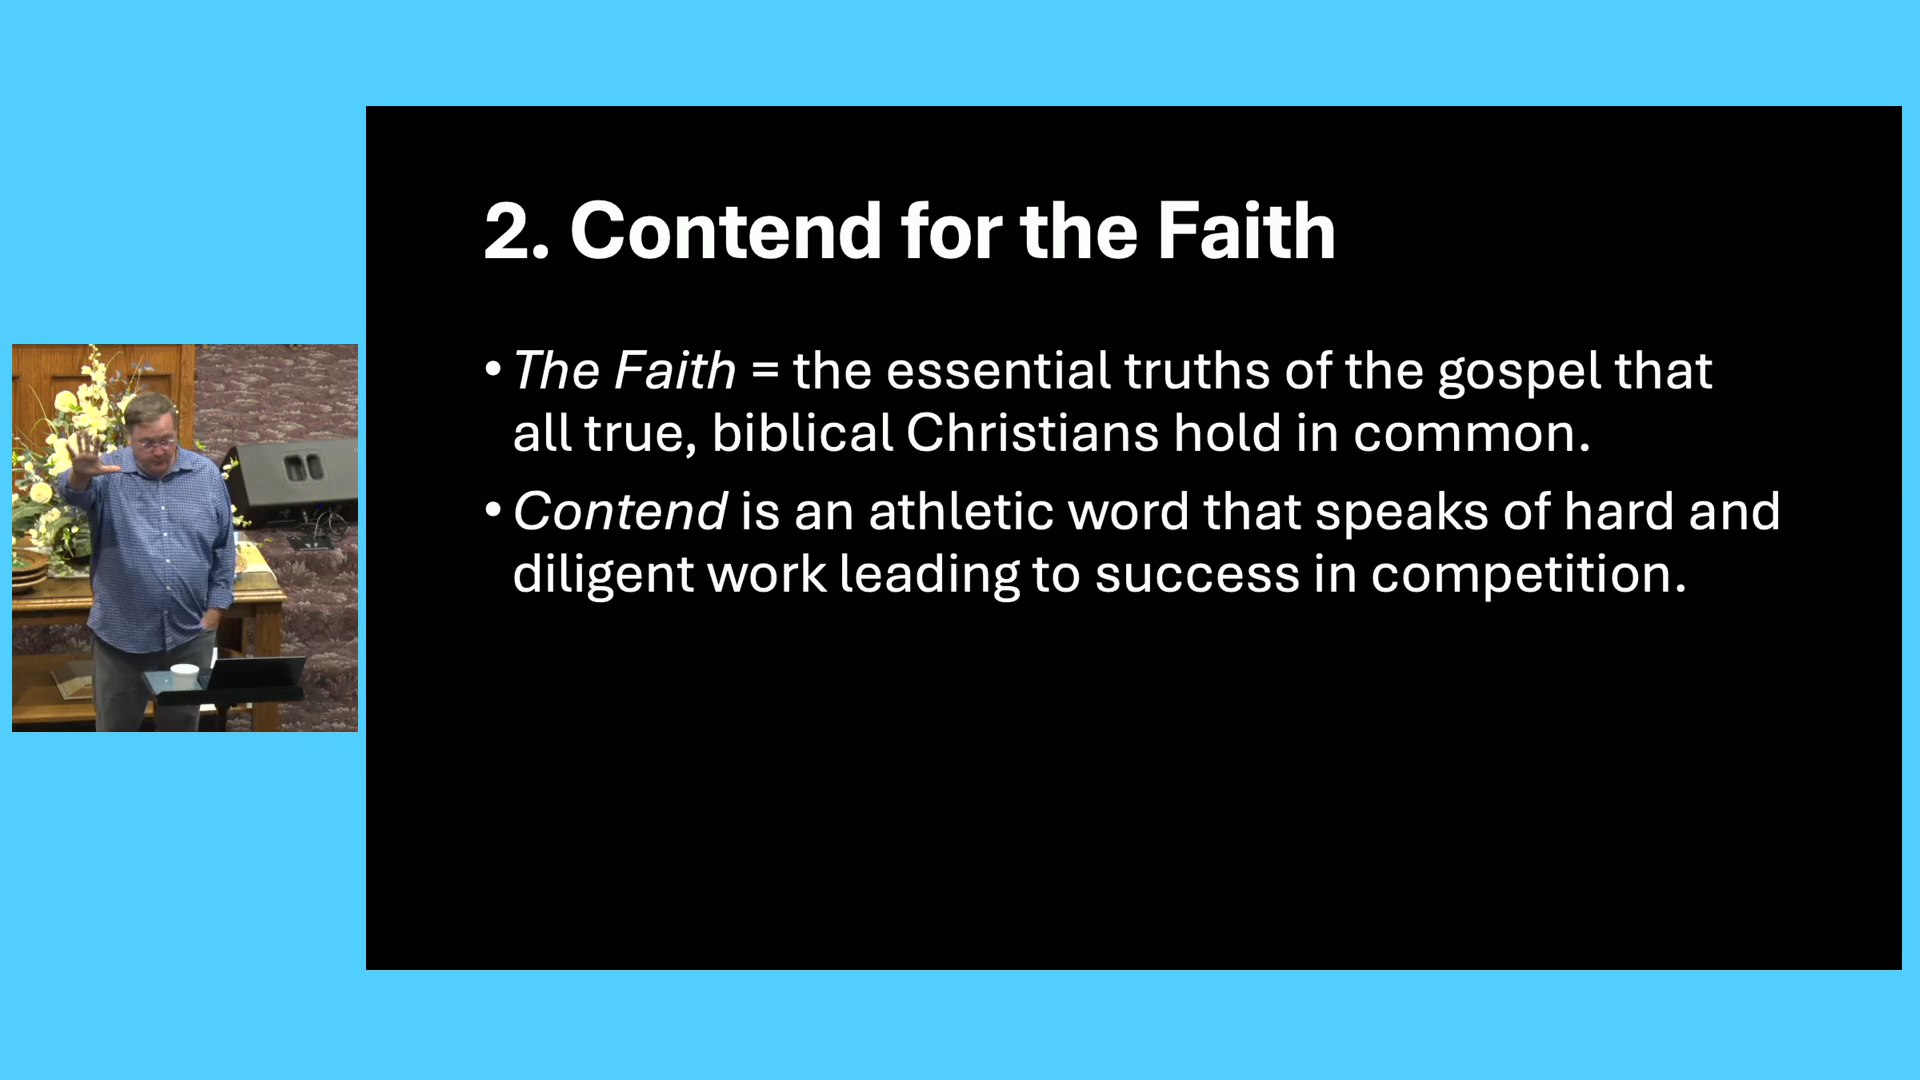 2. Contend for the Faith
• The Faith = the essential truths of the gospel that
all true, biblical Christians hold in common.
• Contend is an athletic word that speaks of hard and
diligent work leading to success in competition.